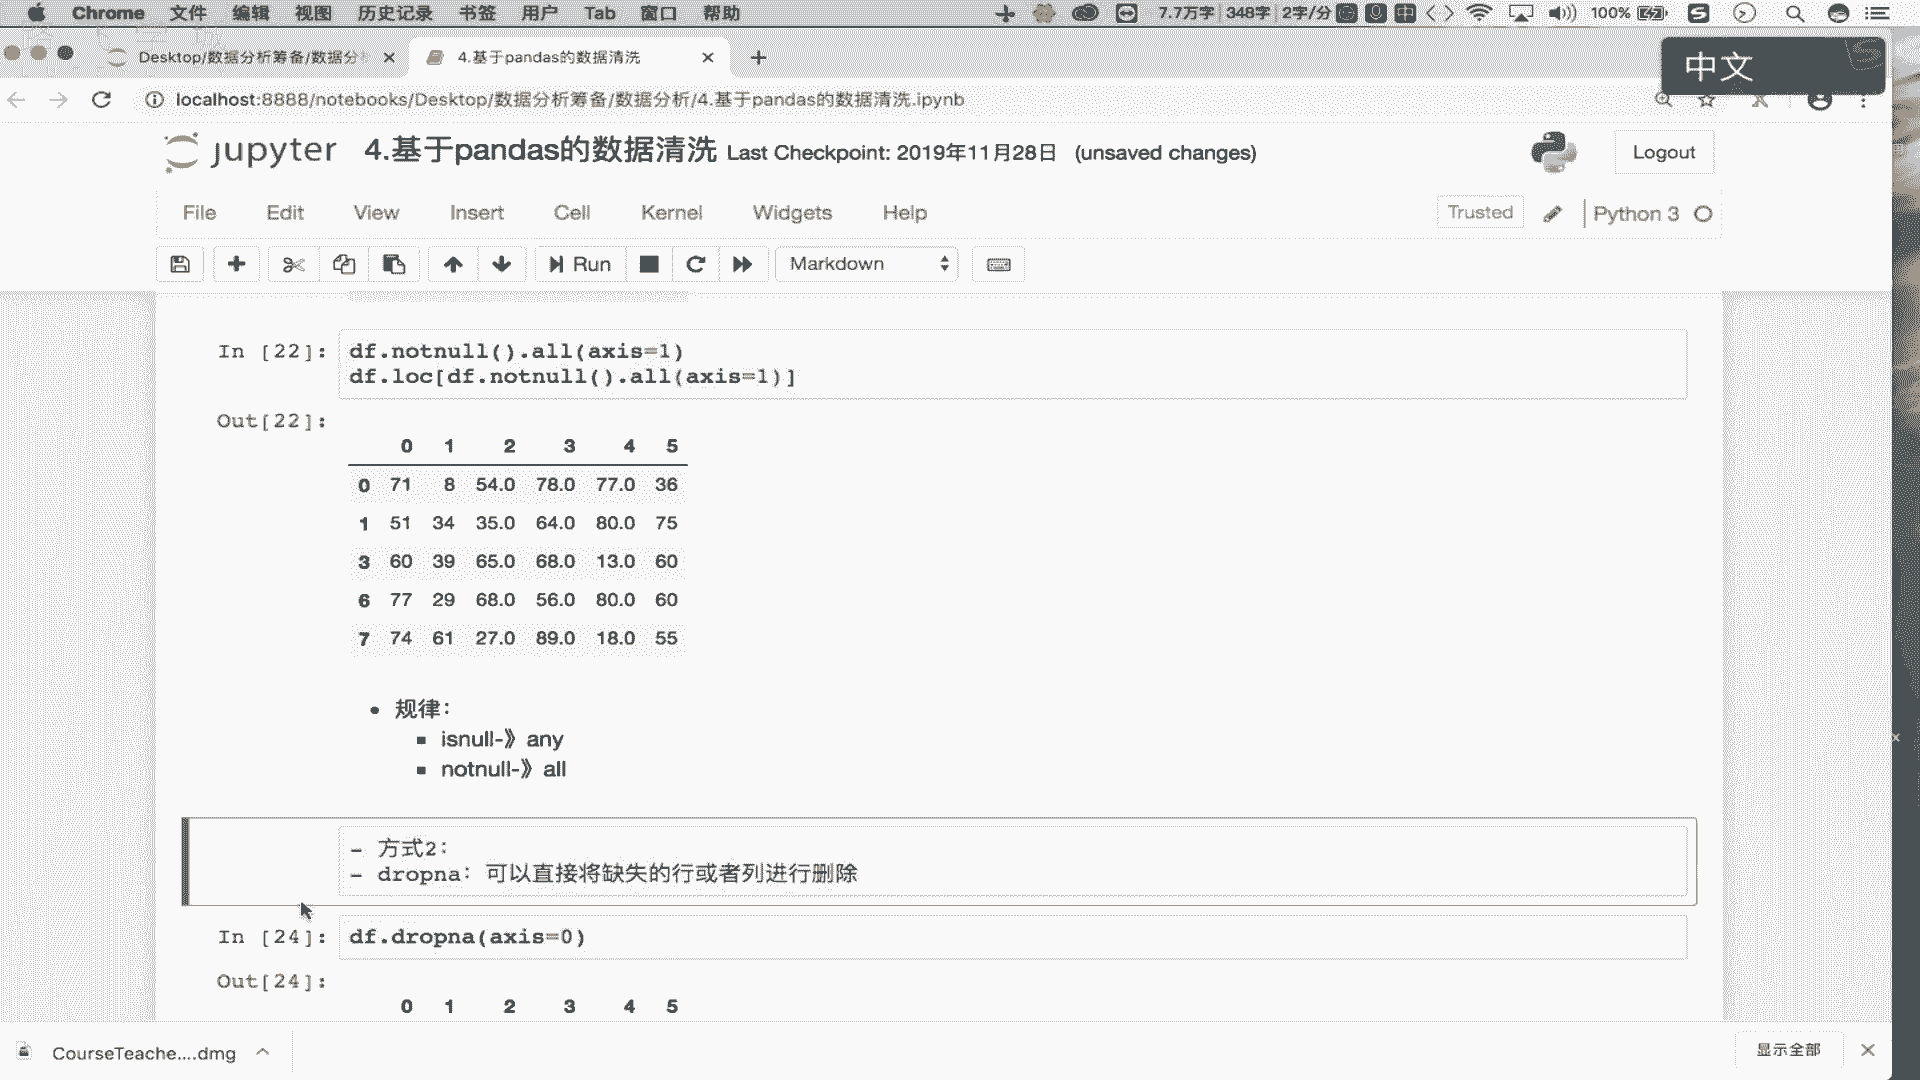 Chrome 文件 编辑 视图 历史记录 书签 用户 Tab 窗口 帮助 7.7万字 348字 2字/分 中 100%
Desktop/数据分析筹备/数据分 4.基于pandas的数据清洗
中文
localhost:8888/notebooks/Desktop/数据分析筹备/数据分析/4.基于pandas的数据清洗.ipynb
jupyter 4.基于pandas的数据清洗 Last Checkpoint: 2019年11月28日 (unsaved changes)
Logout
File Edit View Insert Cell Kernel Widgets Help
Trusted Python 3
Run Markdown
In [22]: df.notnull().all(axis=1)
df.loc[df.notnull().all(axis=1)]
Out[22]:
0 1 2 3 4 5
0 71 8 54.0 78.0 77.0 36
1 51 34 35.0 64.0 80.0 75
3 60 39 65.0 68.0 13.0 60
6 77 29 68.0 56.0 80.0 60
7 74 61 27.0 89.0 18.0 55
• 规律：
▪ isnull-》any
▪ notnull-》all
- 方式2：
- dropna：可以直接将缺失的行或者列进行删除
In [24]: df.dropna(axis=0)
Out[24]:
0 1 2 3 4 5
CourseTeache....dmg
显示全部